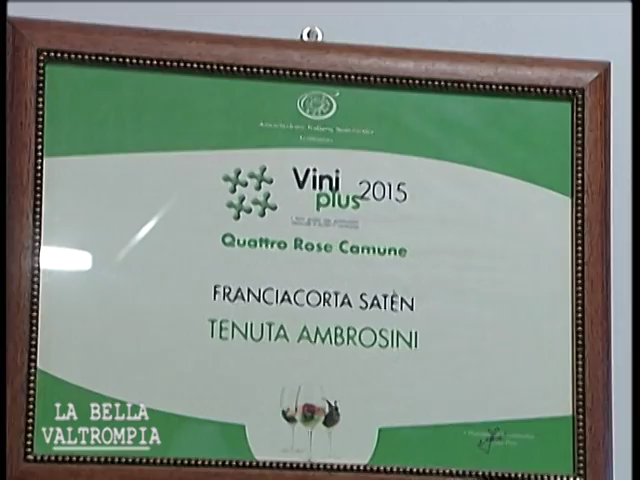 Vini
plus 2015
Quattro Rose Camune
FRANCIACORTA SATÈN
TENUTA AMBROSINI
LA BELLA
VALTROMPIA